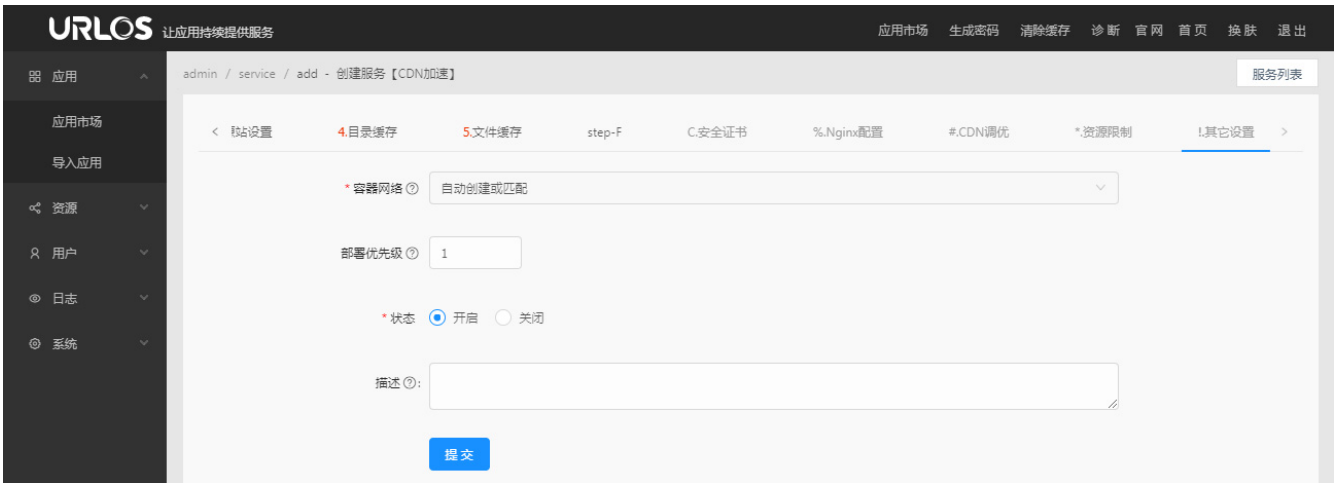 URLOS 让应用持续提供服务 应用市场 生成密码 清除缓存 诊断 官网 首页 换肤 退出
应用
admin / service / add - 创建服务【CDN加速】 服务列表
应用市场
导入应用
站设置 4.目录缓存 5.文件缓存 step-F C.安全证书 %.Nginx配置 #.CDN调优 *.资源限制 !.其它设置
* 容器网络 自动创建或匹配
资源
用户
部署优先级 1
日志
* 状态 开启 关闭
系统
描述 :
提交